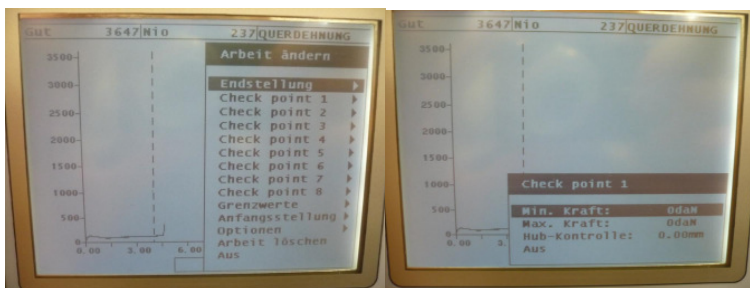 Gut 3647 Nio 237 QUERDEHNUNG
Arbeit ändern
3500
3000
2500
2000
1500
1000
500
0
0.00 3.00 6.00
Endstellung
Check point 1
Check point 2
Check point 3
Check point 4
Check point 5
Check point 6
Check point 7
Check point 8
Grenzwerte
Anfangsstellung
Optionen
Arbeit löschen
Aus
Gut 3647 Nio 237 QUERDEHNUNG
3500
3000
2500
2000
1500
1000
500
0
0.00 3.00
Check point 1
Min. Kraft: 0daN
Max. Kraft: 0daN
Hub-Kontrolle: 0.00mm
Aus